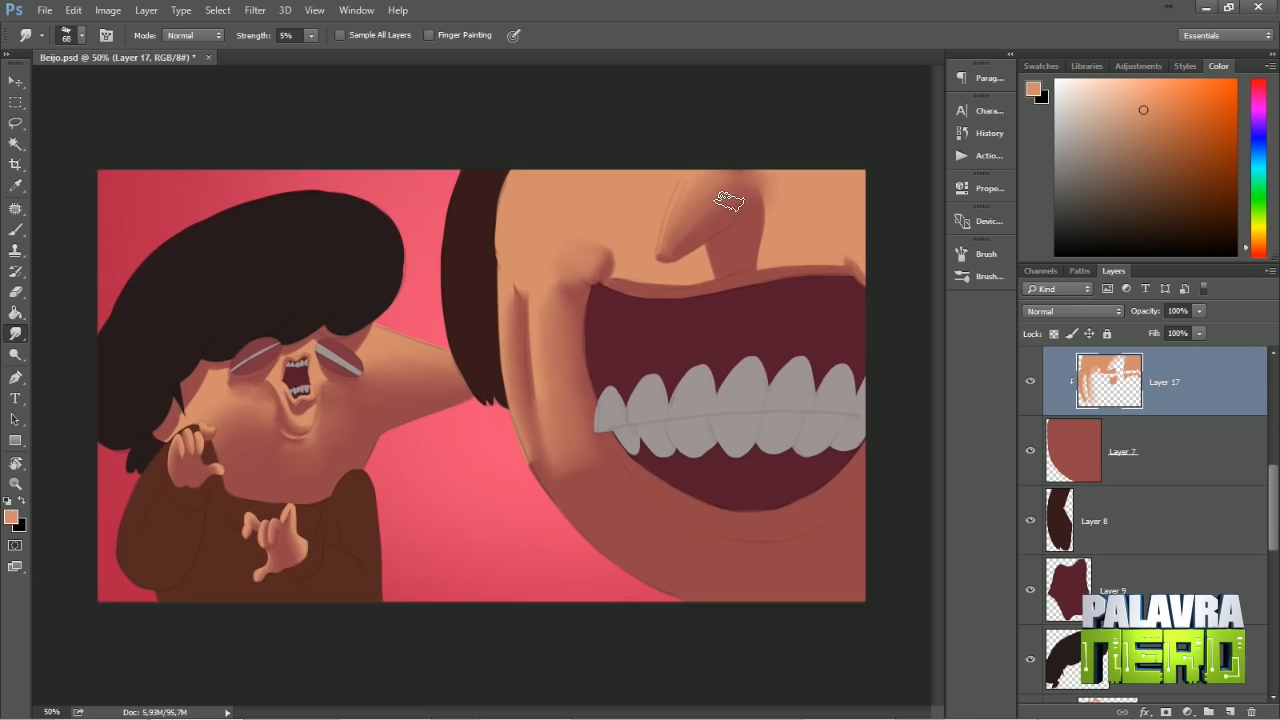 Ps File Edit Image Layer Type Select Filter 3D View Window Help
68 Mode: Normal Strength: 5% Sample All Layers Finger Painting Essentials
Beijo.psd @ 50% (Layer 17, RGB/8#) * ×
Swatches Libraries Adjustments Styles Color
Parag...
Chara...
History
Actio...
Prope...
Devic...
Brush
Brush...
Channels Paths Layers
Kind
Normal Opacity: 100%
Lock: Fill: 100%
Layer 17
Layer 7
Layer 8
Layer 9
PALAVRA
NERD
50% Doc: 5,93M/95,7M